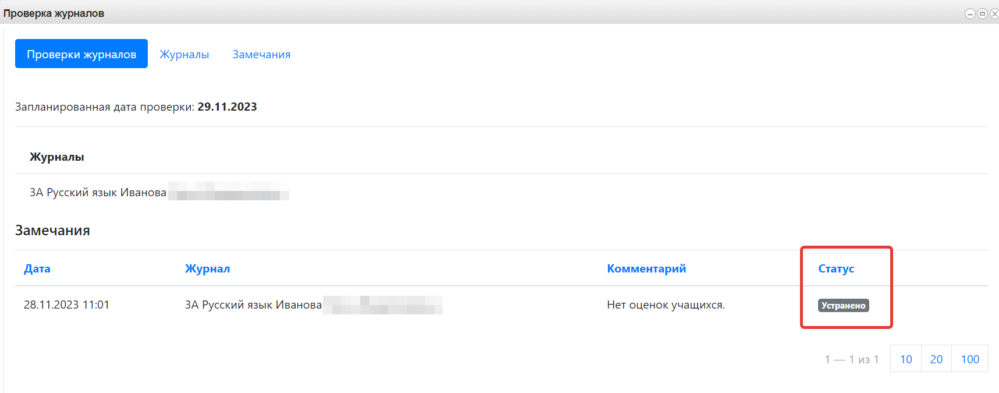 Проверка журналов
Проверки журналов Журналы Замечания
Запланированная дата проверки: 29.11.2023
Журналы
3А Русский язык Иванова
Замечания
Дата Журнал Комментарий Статус
28.11.2023 11:01 3А Русский язык Иванова Нет оценок учащихся. Устранено
1 — 1 из 1 10 20 100